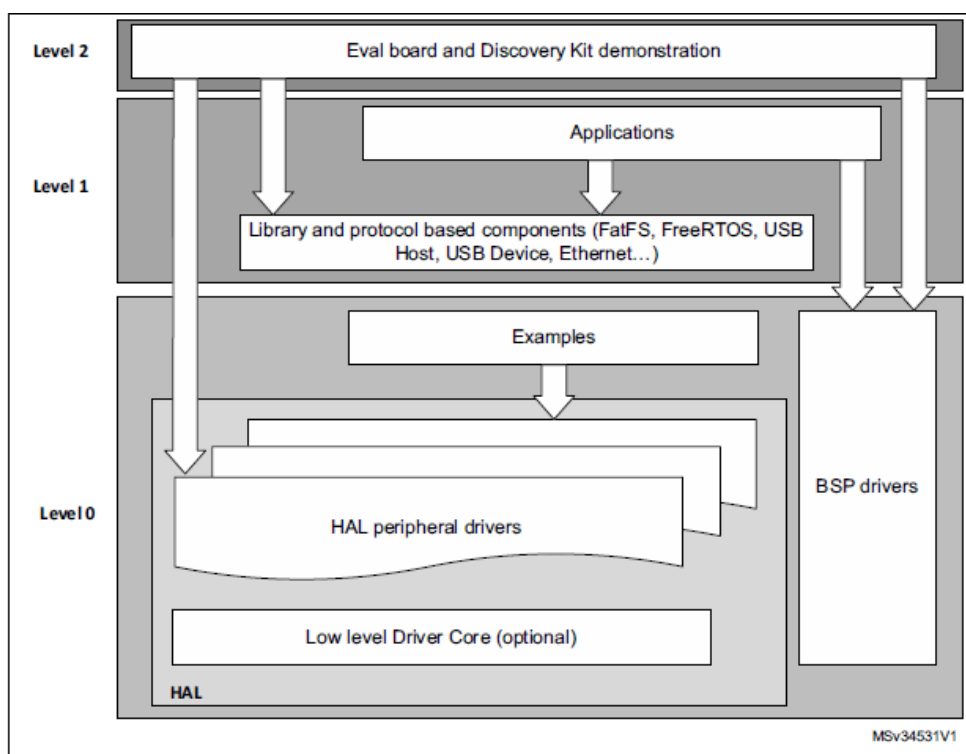 Level 2
Eval board and Discovery Kit demonstration
Applications
Level 1
Library and protocol based components (FatFS, FreeRTOS, USB
Host, USB Device, Ethernet…)
Examples
BSP drivers
Level 0
HAL peripheral drivers
Low level Driver Core (optional)
HAL
MSv34531V1